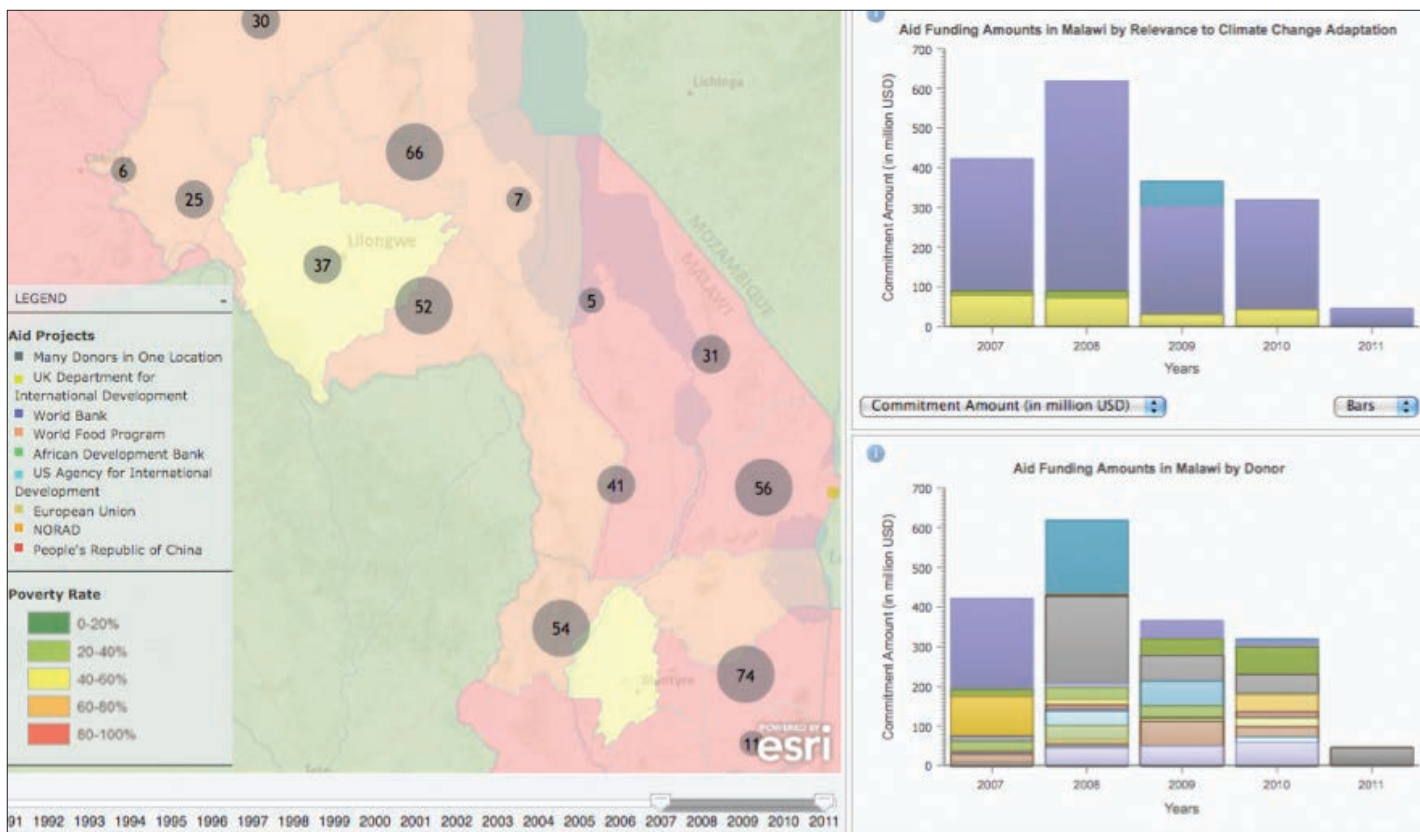 30
Lichinga
66
6
25
7
Lilongwe
37
MOZAMBIQUE
MALAWI
52
5
31
41
56
54
74
Blantyre
11
POWERED BY
esri
Tete
LEGEND
-
Aid Projects
Many Donors in One Location
UK Department for
International Development
World Bank
World Food Program
African Development Bank
US Agency for International
Development
European Union
NORAD
People's Republic of China
Poverty Rate
0-20%
20-40%
40-60%
60-80%
80-100%
91 1992 1993 1994 1995 1996 1997 1998 1999 2000 2001 2002 2003 2004 2005 2006 2007 2008 2009 2010 2011
i
Aid Funding Amounts in Malawi by Relevance to Climate Change Adaptation
Commitment Amount (in million USD)
700
600
500
400
300
200
100
0
2007 2008 2009 2010 2011
Years
Commitment Amount (in million USD)
Bars
i
Aid Funding Amounts in Malawi by Donor
Commitment Amount (in million USD)
700
600
500
400
300
200
100
0
2007 2008 2009 2010 2011
Years